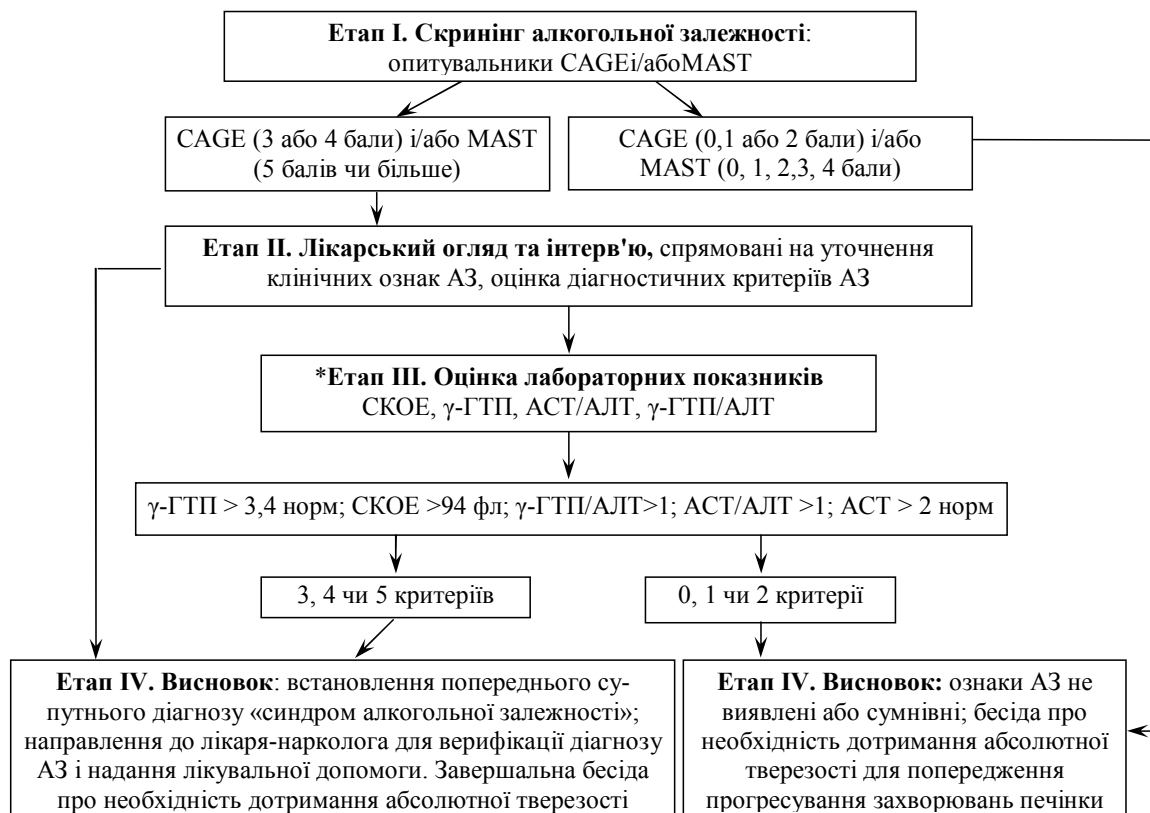 Етап I. Скринінг алкогольної залежності:
опитувальники CAGEі/абоMAST
CAGE (3 або 4 бали) і/або MAST
(5 балів чи більше)
CAGE (0,1 або 2 бали) і/або
MAST (0, 1, 2,3, 4 бали)
Етап II. Лікарський огляд та інтерв'ю, спрямовані на уточнення
клінічних ознак АЗ, оцінка діагностичних критеріїв АЗ
*Етап III. Оцінка лабораторних показників
СКОЕ, γ-ГТП, АСТ/АЛТ, γ-ГТП/АЛТ
γ-ГТП > 3,4 норм; СКОЕ >94 фл; γ-ГТП/АЛТ>1; АСТ/АЛТ >1; АСТ > 2 норм
3, 4 чи 5 критеріїв
0, 1 чи 2 критерії
Етап IV. Висновок: встановлення попереднього су-
путнього діагнозу «синдром алкогольної залежності»;
направлення до лікаря-нарколога для верифікації діагнозу
АЗ і надання лікувальної допомоги. Завершальна бесіда
про необхідність дотримання абсолютної тверезості
Етап IV. Висновок: ознаки АЗ не
виявлені або сумнівні; бесіда про
необхідність дотримання абсолютної
тверезості для попередження
прогресування захворювань печінки